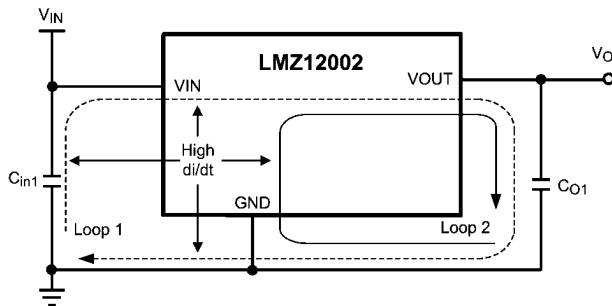 VIN
LMZ12002
VO
VIN
VOUT
High
di/dt
Cin1
CO1
GND
Loop 1
Loop 2